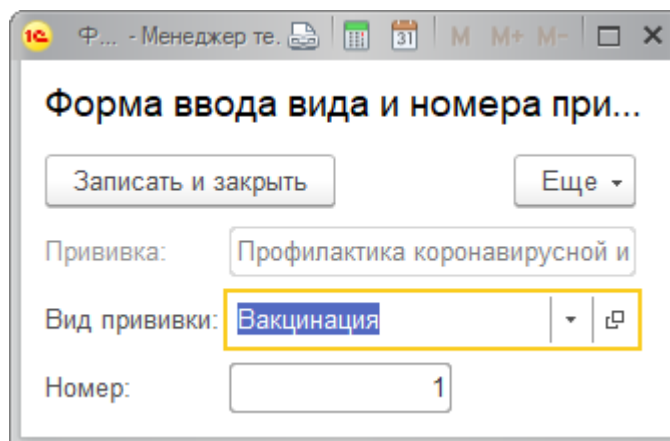 1С Ф... - Менеджер те. 31 M M+ M-
Форма ввода вида и номера при...
Записать и закрыть Еще
Прививка: Профилактика коронавирусной и
Вид прививки: Вакцинация
Номер: 1